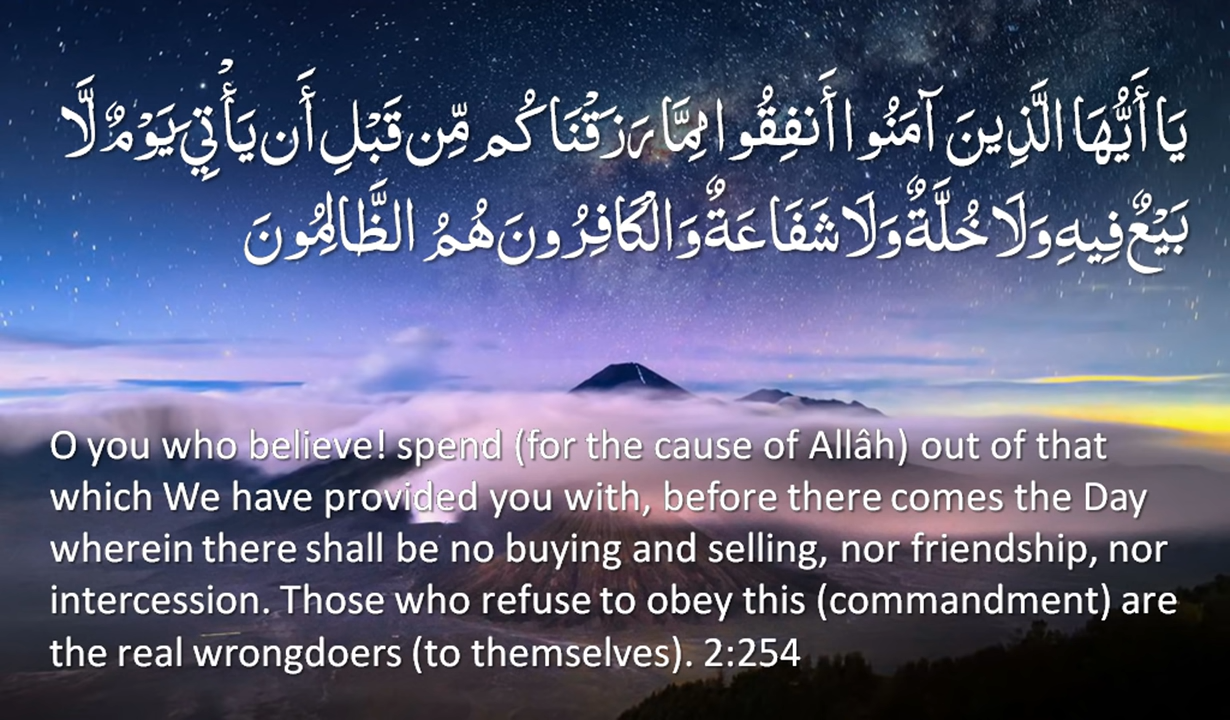 يَا أَيُّهَا الَّذِينَ آمَنُوا أَنفِقُوا مِمَّا رَزَقْنَاكُم مِّن قَبْلِ أَن يَأْتِيَ يَوْمٌ لَّا
بَيْعٌ فِيهِ وَلَا خُلَّةٌ وَلَا شَفَاعَةٌ وَالْكَافِرُونَ هُمُ الظَّالِمُونَ
O you who believe! spend (for the cause of Allâh) out of that
which We have provided you with, before there comes the Day
wherein there shall be no buying and selling, nor friendship, nor
intercession. Those who refuse to obey this (commandment) are
the real wrongdoers (to themselves). 2:254